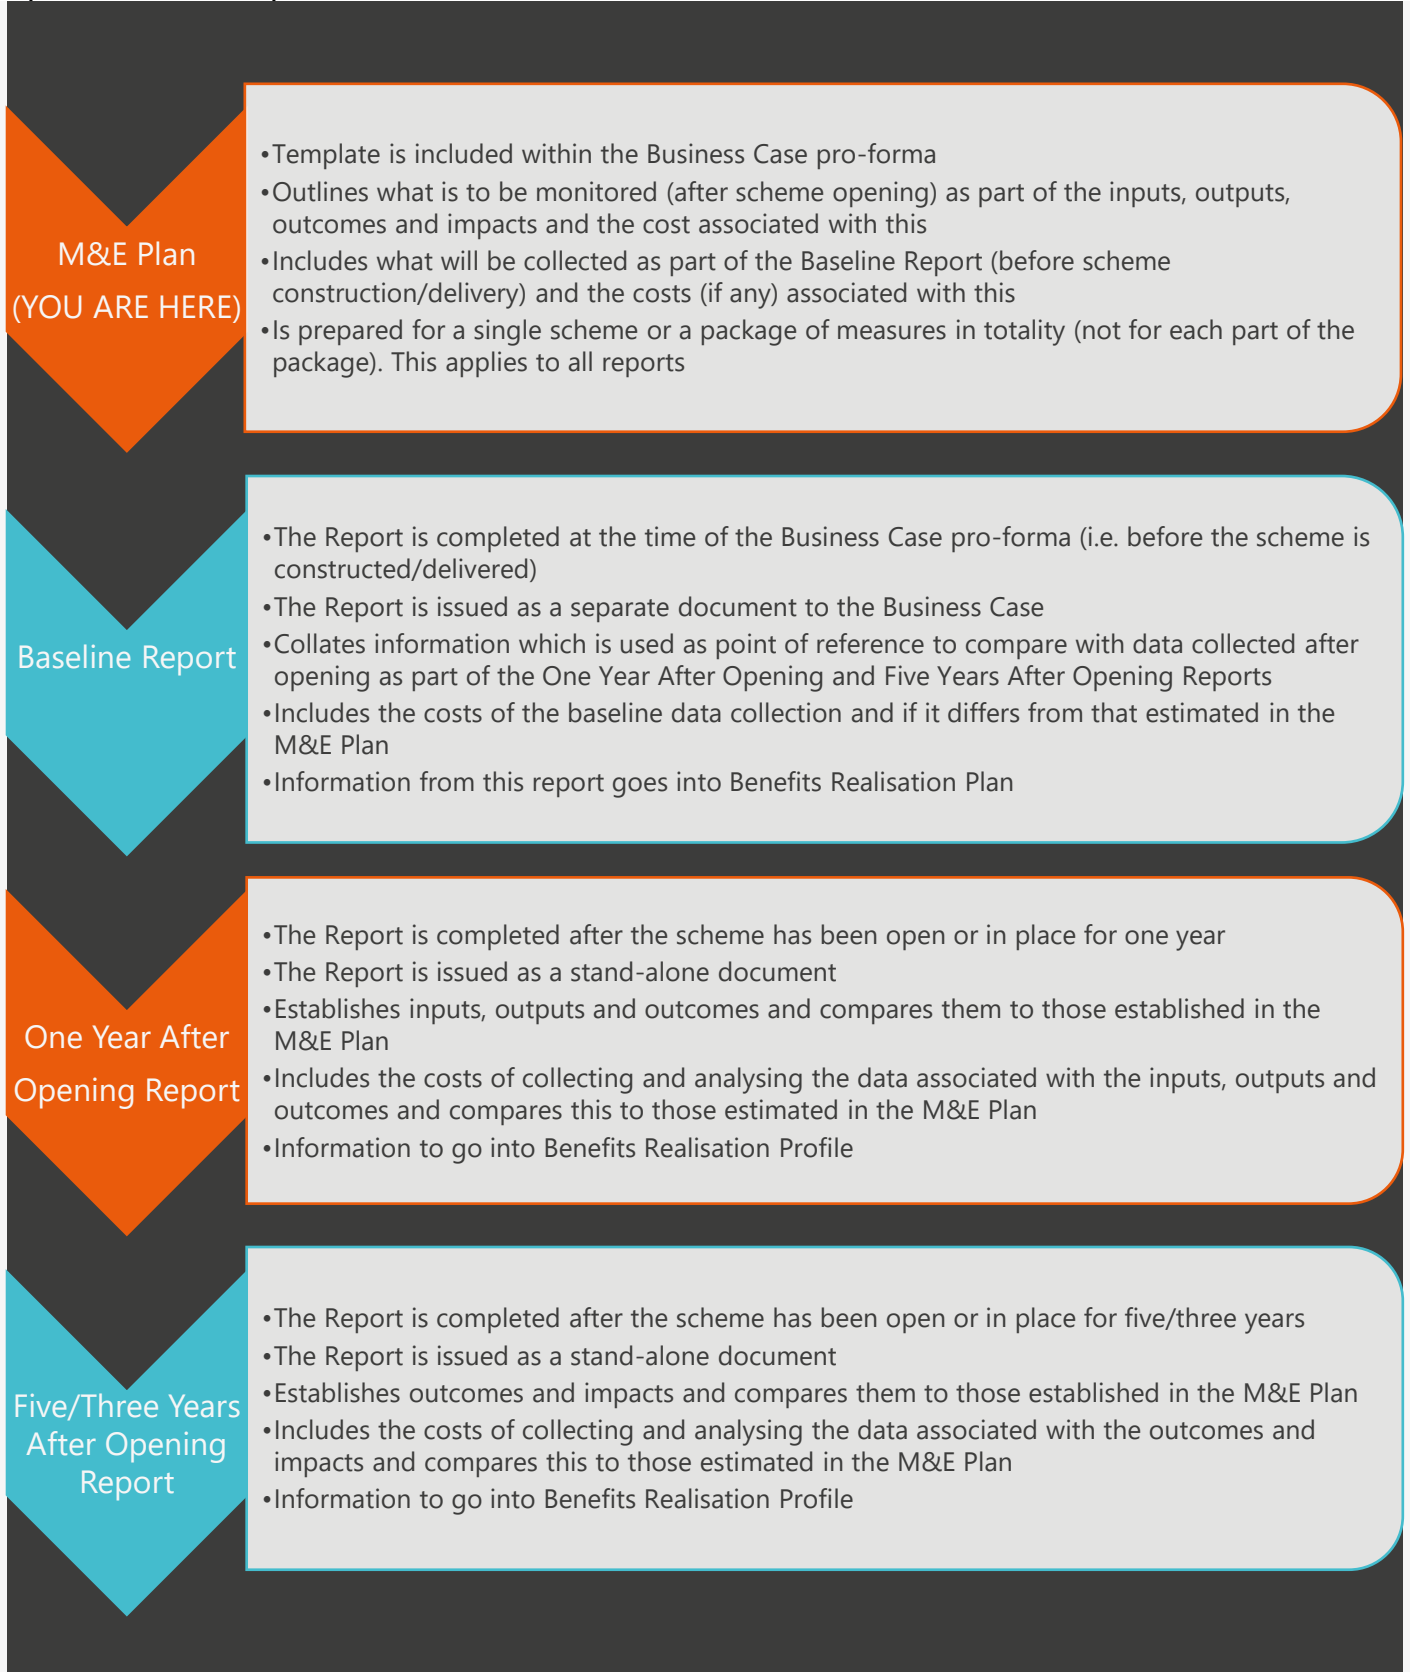 M&E Plan
(YOU ARE HERE)
•Template is included within the Business Case pro-forma
•Outlines what is to be monitored (after scheme opening) as part of the inputs, outputs,
outcomes and impacts and the cost associated with this
•Includes what will be collected as part of the Baseline Report (before scheme
construction/delivery) and the costs (if any) associated with this
•Is prepared for a single scheme or a package of measures in totality (not for each part of the
package). This applies to all reports
Baseline Report
•The Report is completed at the time of the Business Case pro-forma (i.e. before the scheme is
constructed/delivered)
•The Report is issued as a separate document to the Business Case
•Collates information which is used as point of reference to compare with data collected after
opening as part of the One Year After Opening and Five Years After Opening Reports
•Includes the costs of the baseline data collection and if it differs from that estimated in the
M&E Plan
•Information from this report goes into Benefits Realisation Plan
One Year After
Opening Report
•The Report is completed after the scheme has been open or in place for one year
•The Report is issued as a stand-alone document
•Establishes inputs, outputs and outcomes and compares them to those established in the
M&E Plan
•Includes the costs of collecting and analysing the data associated with the inputs, outputs and
outcomes and compares this to those estimated in the M&E Plan
•Information to go into Benefits Realisation Profile
Five/Three Years
After Opening
Report
•The Report is completed after the scheme has been open or in place for five/three years
•The Report is issued as a stand-alone document
•Establishes outcomes and impacts and compares them to those established in the M&E Plan
•Includes the costs of collecting and analysing the data associated with the outcomes and
impacts and compares this to those estimated in the M&E Plan
•Information to go into Benefits Realisation Profile